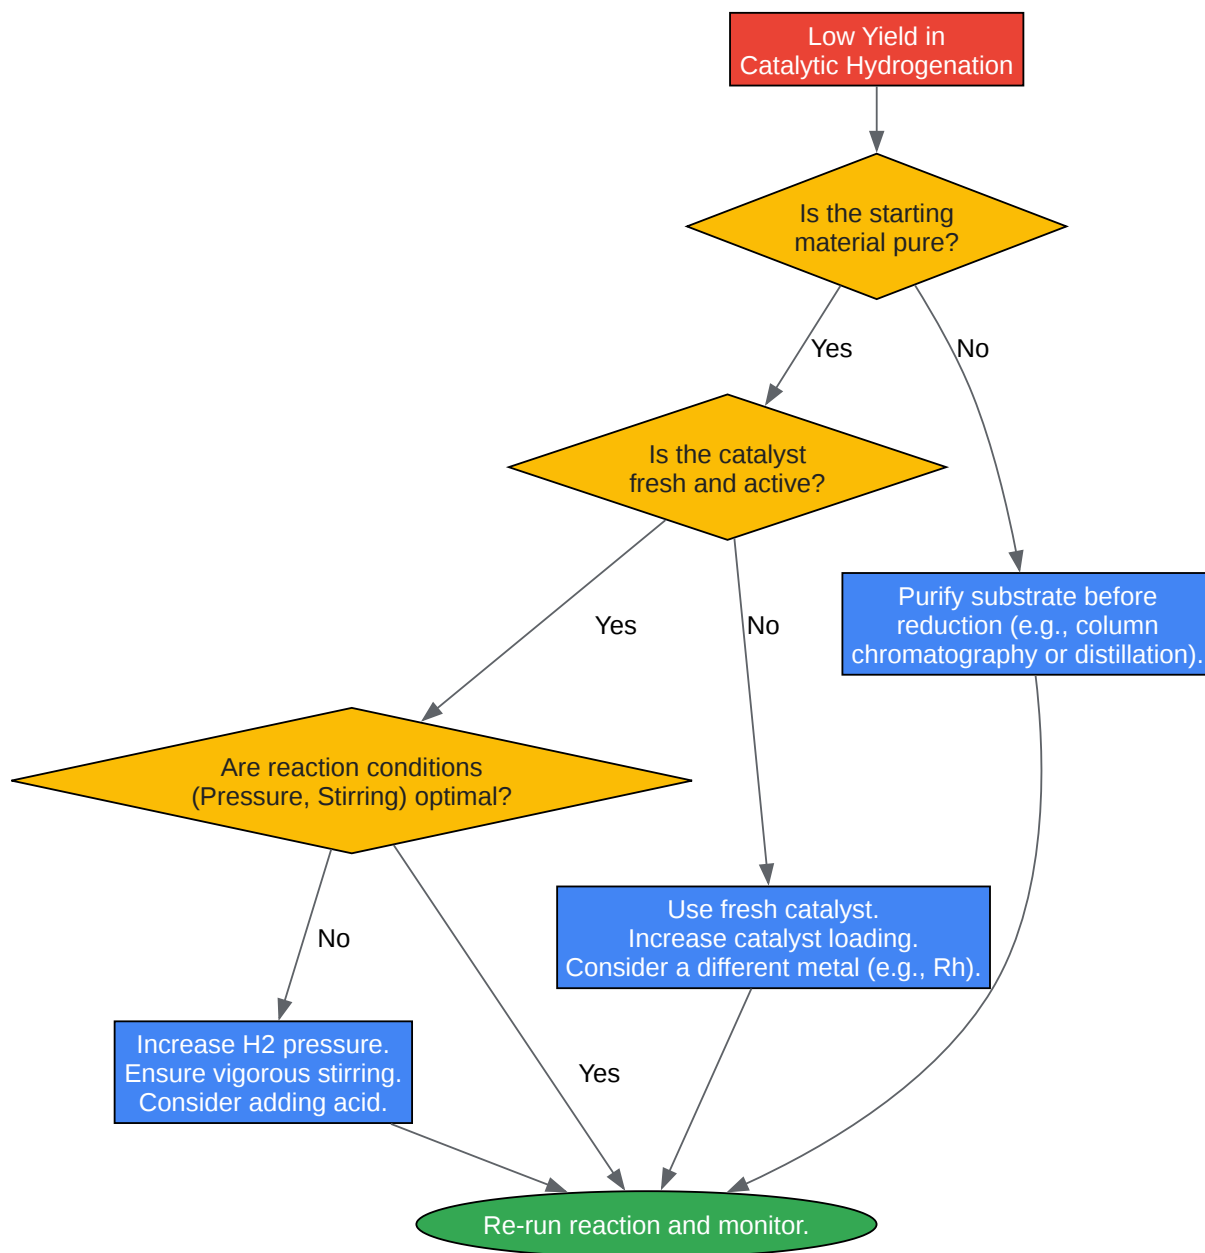 Low Yield in
Catalytic Hydrogenation
Is the starting
material pure?
Yes
No
Is the catalyst
fresh and active?
Purify substrate before
reduction (e.g., column
chromatography or distillation).
Yes
No
Are reaction conditions
(Pressure, Stirring) optimal?
Use fresh catalyst.
Increase catalyst loading.
Consider a different metal (e.g., Rh).
No
Increase H2 pressure.
Ensure vigorous stirring.
Consider adding acid.
Yes
Re-run reaction and monitor.